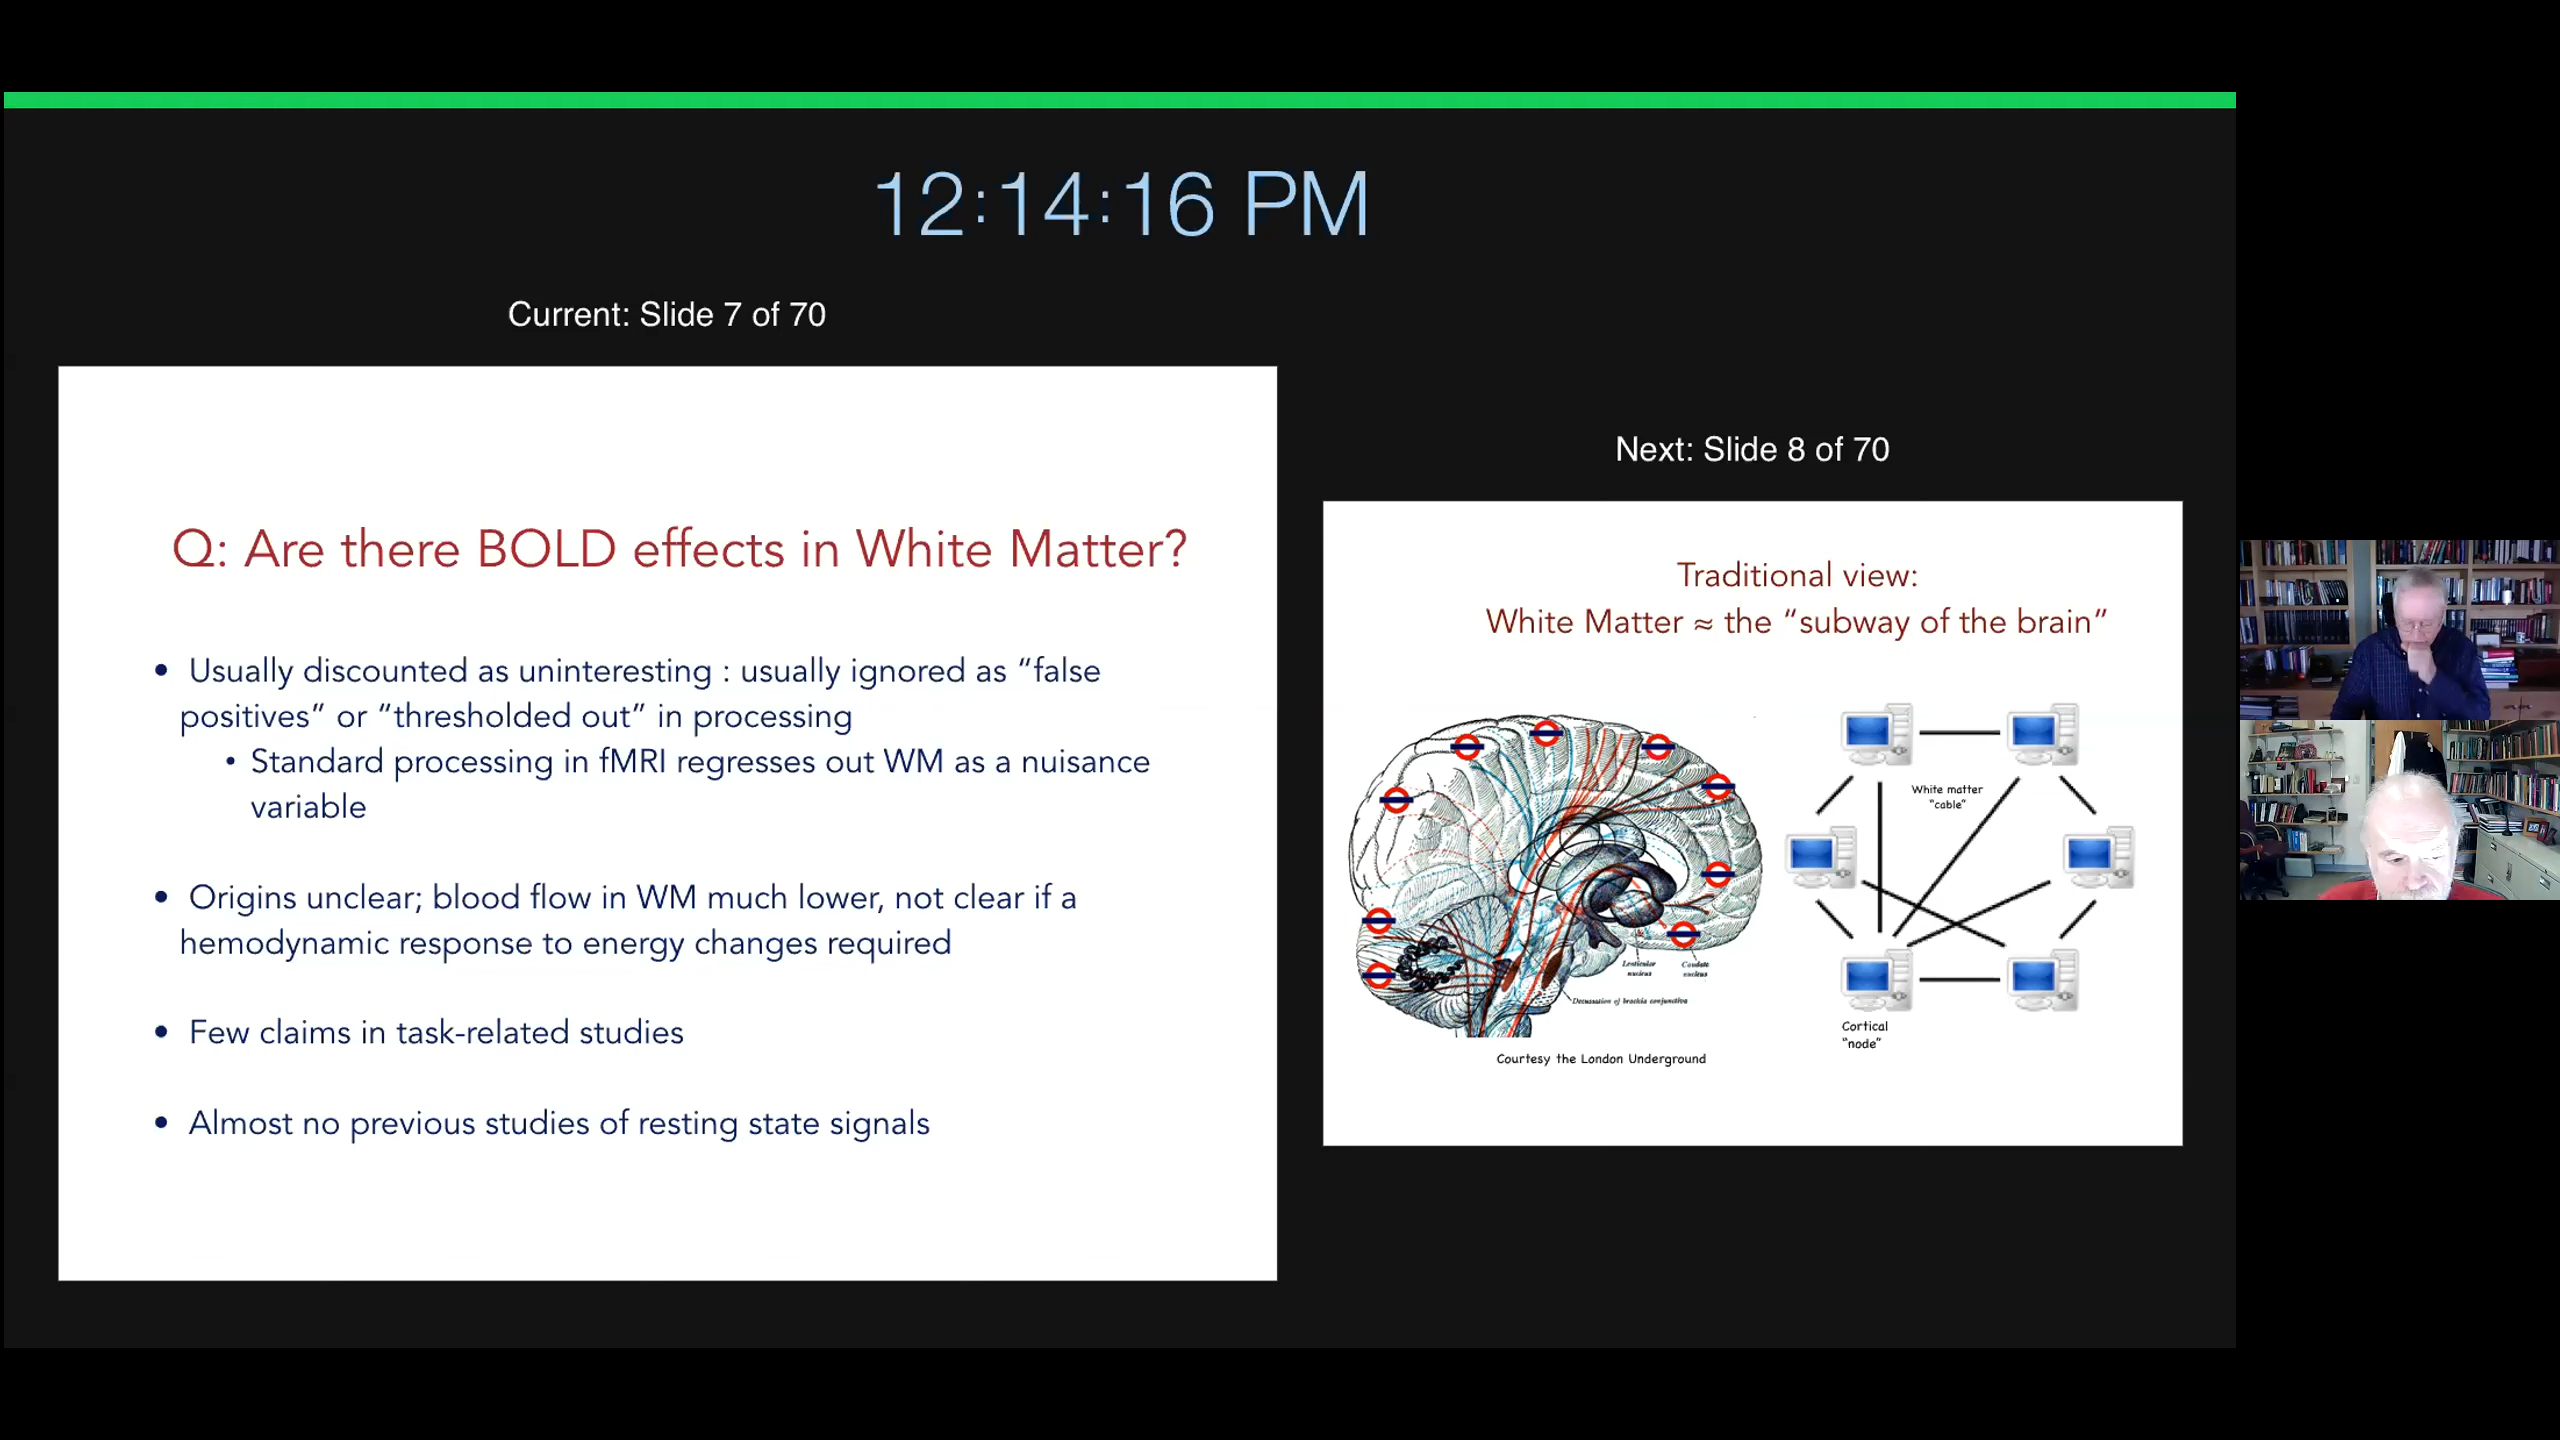 12:14:16 PM
Current: Slide 7 of 70
Q: Are there BOLD effects in White Matter?
• Usually discounted as uninteresting : usually ignored as “false
positives” or “thresholded out” in processing
• Standard processing in fMRI regresses out WM as a nuisance
variable
• Origins unclear; blood flow in WM much lower, not clear if a
hemodynamic response to energy changes required
• Few claims in task-related studies
• Almost no previous studies of resting state signals
Next: Slide 8 of 70
Traditional view:
White Matter ≈ the “subway of the brain”
White matter
“cable”
Lenticular
nucleus
Caudate
nucleus
Decussation of brachia conjunctiva
Cortical
“node”
Courtesy the London Underground